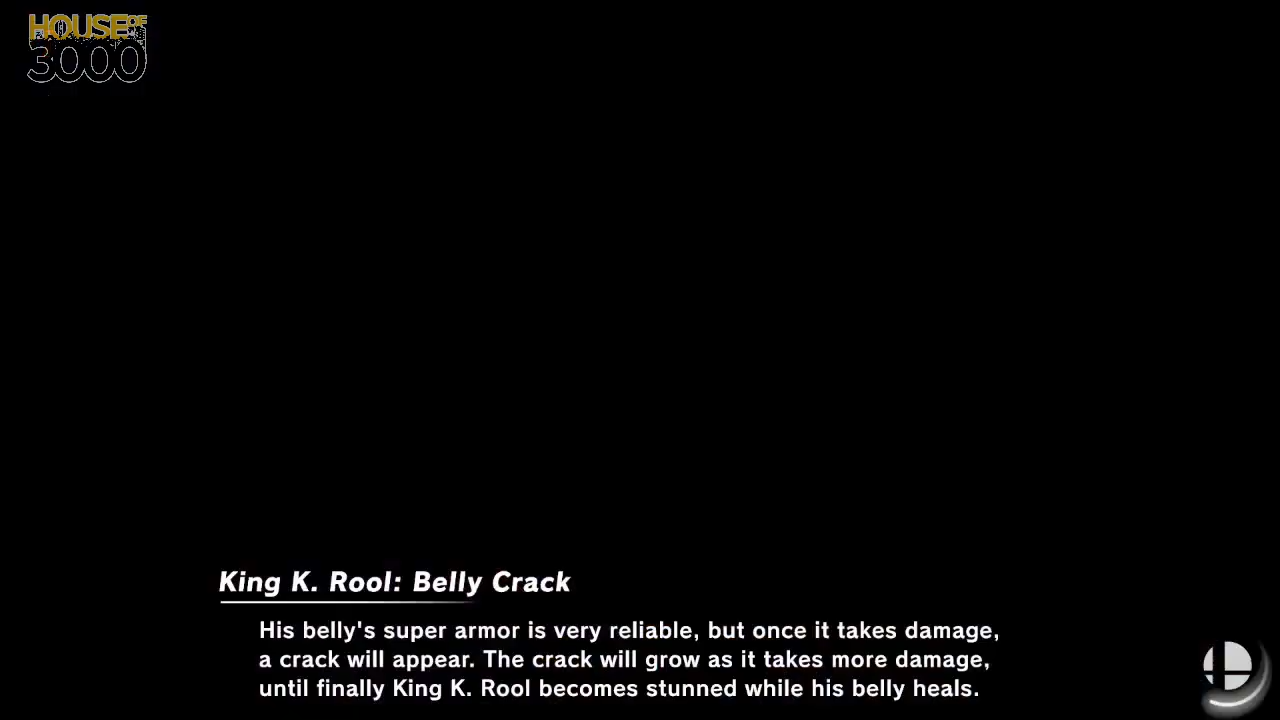 HOUSE OF
3000
King K. Rool: Belly Crack
His belly's super armor is very reliable, but once it takes damage,
a crack will appear. The crack will grow as it takes more damage,
until finally King K. Rool becomes stunned while his belly heals.